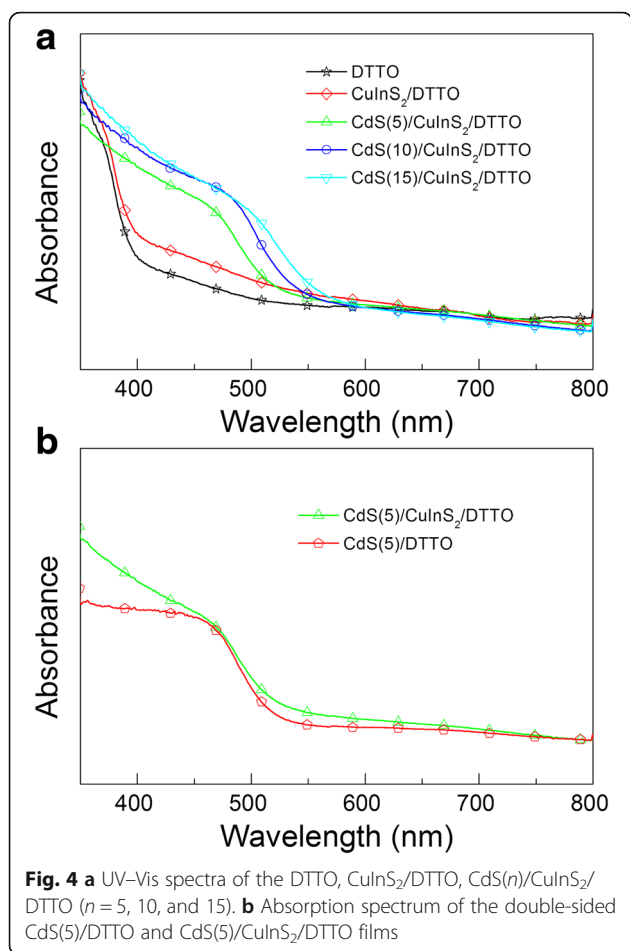 a
Absorbance
DTTO
CuInS₂/DTTO
CdS(5)/CuInS₂/DTTO
CdS(10)/CuInS₂/DTTO
CdS(15)/CuInS₂/DTTO
400 500 600 700 800
Wavelength (nm)
b
Absorbance
CdS(5)/CuInS₂/DTTO
CdS(5)/DTTO
400 500 600 700 800
Wavelength (nm)
Fig. 4 a UV–Vis spectra of the DTTO, CuInS₂/DTTO, CdS(n)/CuInS₂/
DTTO (n = 5, 10, and 15). b Absorption spectrum of the double-sided
CdS(5)/DTTO and CdS(5)/CuInS₂/DTTO films